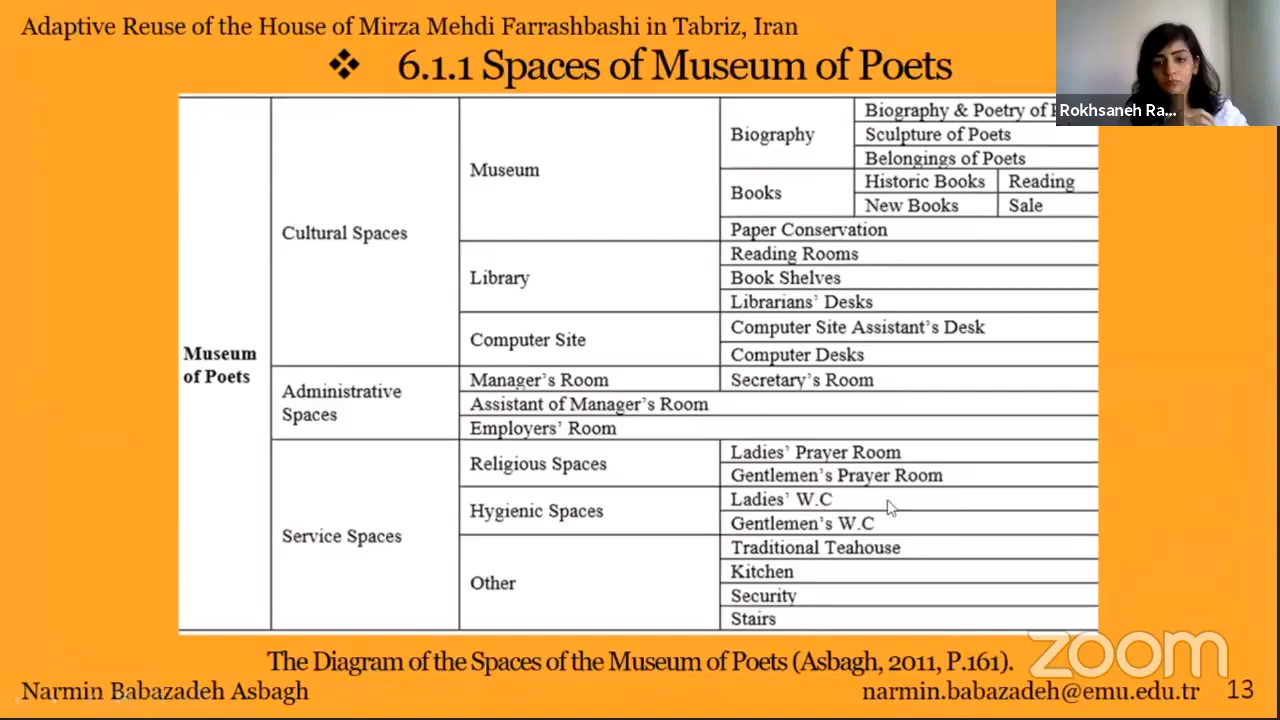 Adaptive Reuse of the House of Mirza Mehdi Farrashbashi in Tabriz, Iran
❖ 6.1.1 Spaces of Museum of Poets
Rokhsaneh Ra...
Museum of Poets
Cultural Spaces
Museum
Biography
Biography & Poetry of
Sculpture of Poets
Belongings of Poets
Books
Historic Books
Reading
New Books
Sale
Paper Conservation
Library
Reading Rooms
Book Shelves
Librarians' Desks
Computer Site
Computer Site Assistant's Desk
Computer Desks
Administrative
Spaces
Manager's Room
Secretary's Room
Assistant of Manager's Room
Employers' Room
Service Spaces
Religious Spaces
Ladies' Prayer Room
Gentlemen's Prayer Room
Hygienic Spaces
Ladies' W.C
Gentlemen's W.C
Other
Traditional Teahouse
Kitchen
Security
Stairs
The Diagram of the Spaces of the Museum of Poets (Asbagh, 2011, P.161).
zoom
Narmin Babazadeh Asbagh
narmin.babazadeh@emu.edu.tr
13